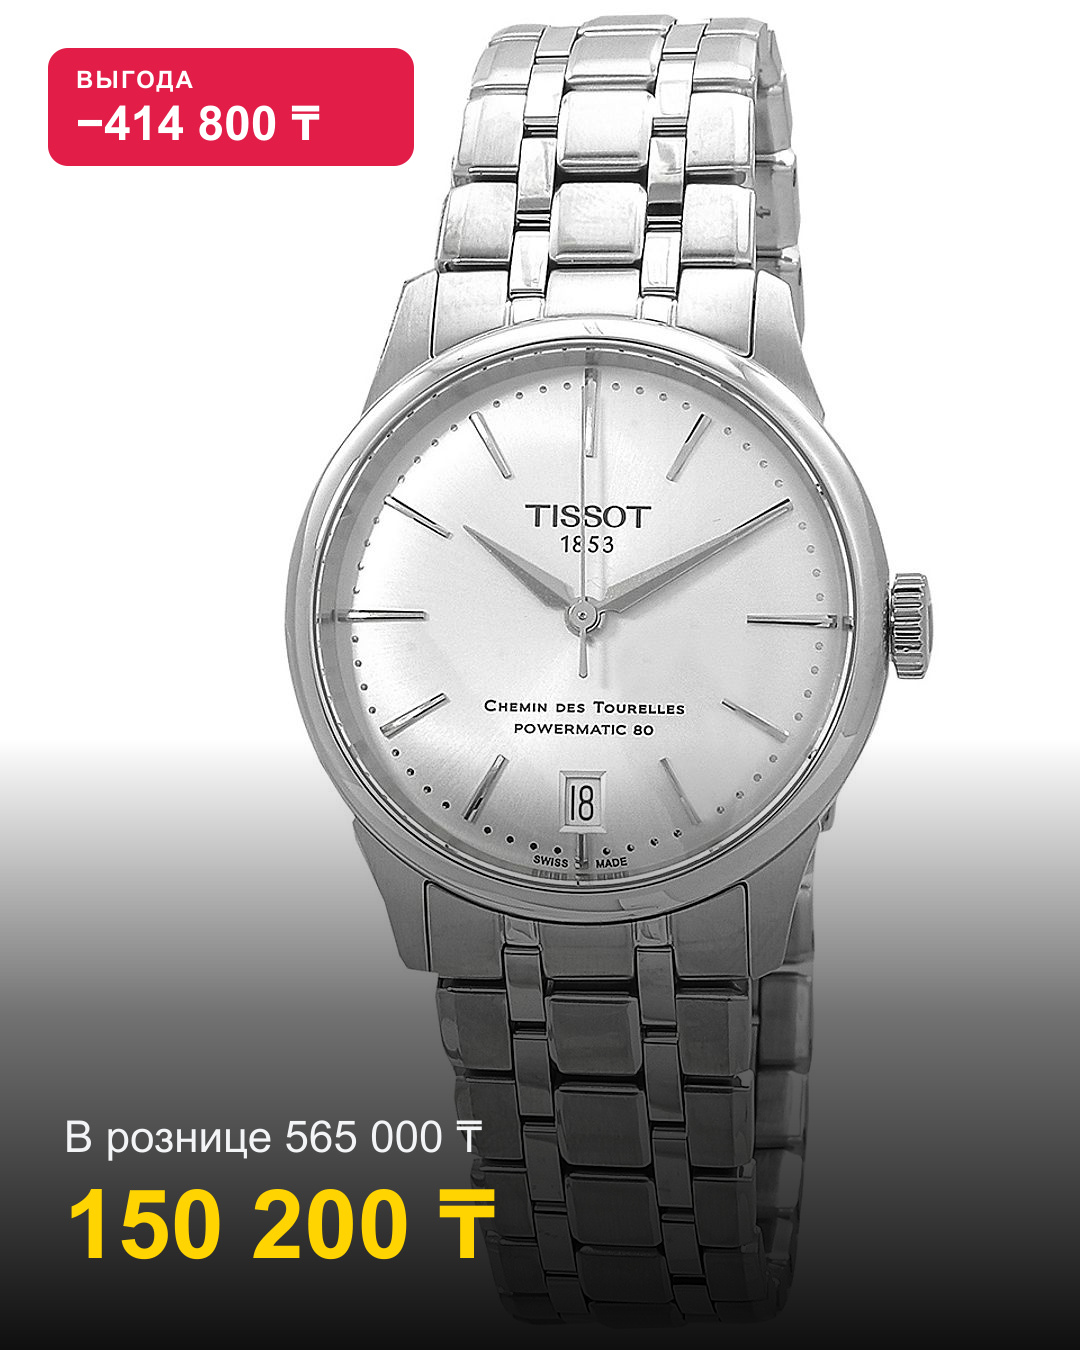 ВЫГОДА
−414 800 ₸
TISSOT
1853
CHEMIN DES TOURELLES
POWERMATIC 80
18
SWISS MADE
В рознице 565 000 ₸
150 200 ₸